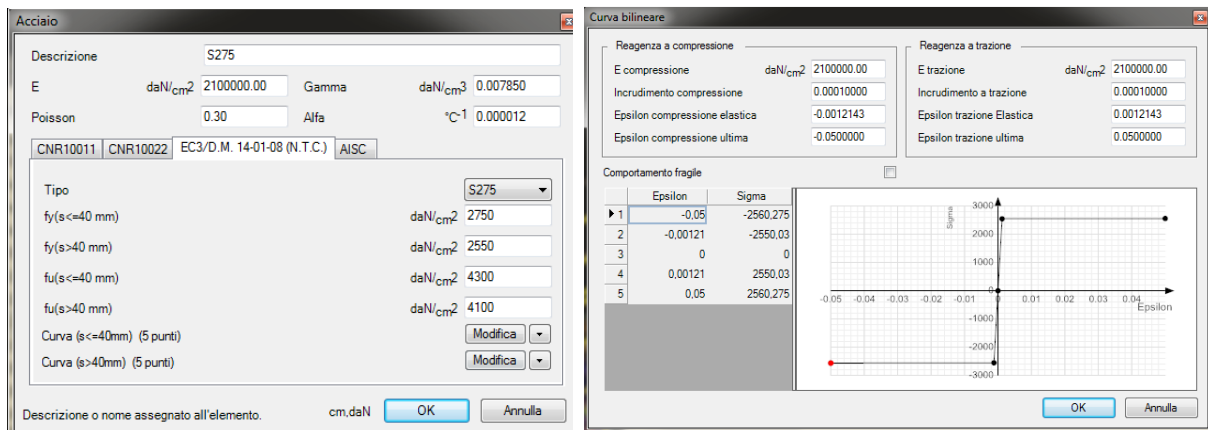 Acciaio
Descrizione S275
E daN/cm2 2100000.00 Gamma daN/cm3 0.007850
Poisson 0.30 Alfa °C-1 0.000012
CNR10011 CNR10022 EC3/D.M. 14-01-08 (N.T.C.) AISC
Tipo S275
fy(s<=40 mm) daN/cm2 2750
fy(s>40 mm) daN/cm2 2550
fu(s<=40 mm) daN/cm2 4300
fu(s>40 mm) daN/cm2 4100
Curva (s<=40mm) (5 punti) Modifica
Curva (s>40mm) (5 punti) Modifica
Descrizione o nome assegnato all'elemento. cm,daN OK Annulla
Curva bilineare
Reagenza a compressione
E compressione daN/cm2 2100000.00
Incrudimento compressione 0.00010000
Epsilon compressione elastica -0.0012143
Epsilon compressione ultima -0.0500000
Reagenza a trazione
E trazione daN/cm2 2100000.00
Incrudimento a trazione 0.00010000
Epsilon trazione Elastica 0.0012143
Epsilon trazione ultima 0.0500000
Comportamento fragile
Epsilon Sigma
1 -0,05 -2560,275
2 -0,00121 -2550,03
3 0 0
4 0,00121 2550,03
5 0,05 2560,275
Sigma
3000
2000
1000
0
-0.05 -0.04 -0.03 -0.02 -0.01 0 0.01 0.02 0.03 0.04
Epsilon
-1000
-2000
-3000
OK Annulla